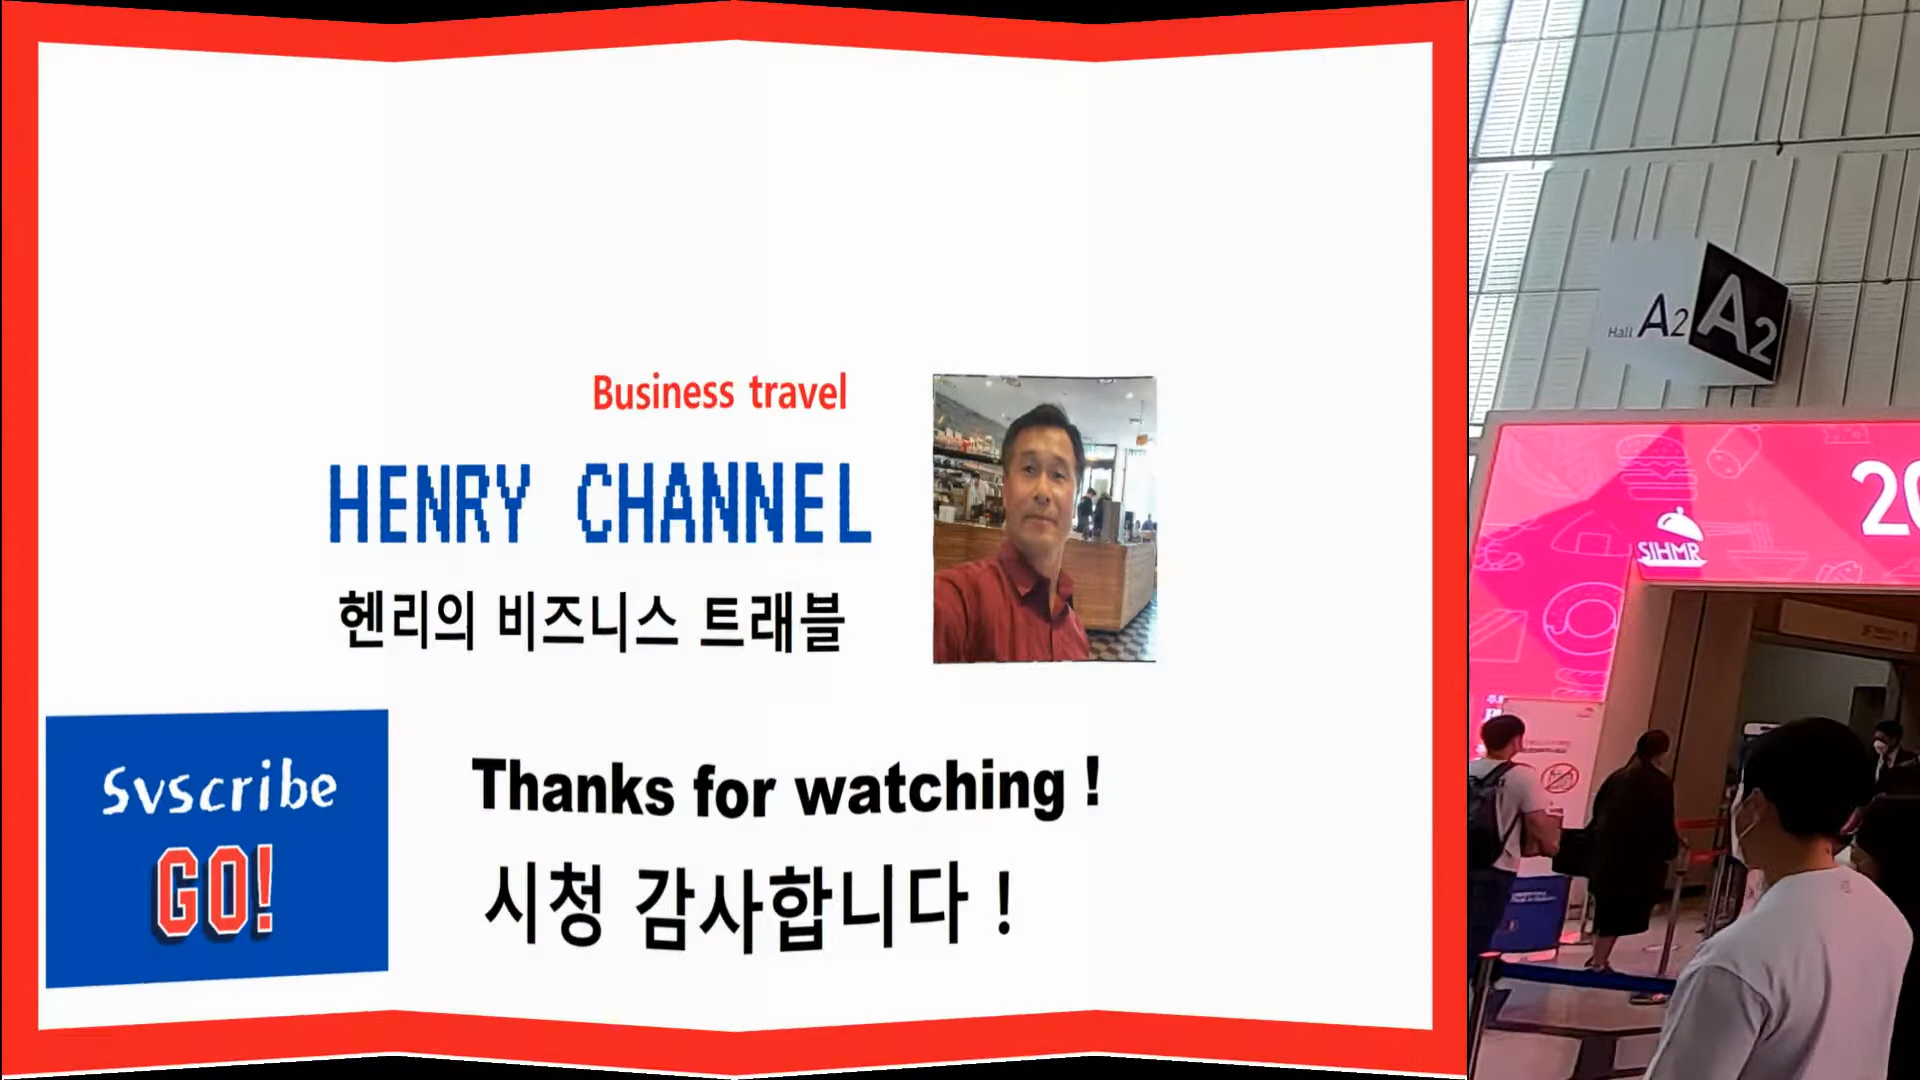 Business travel
HENRY CHANNEL
헨리의 비즈니스 트래블
Svscribe
GO!
Thanks for watching !
시청 감사합니다 !
Hall A2
A2
20
SIHMR